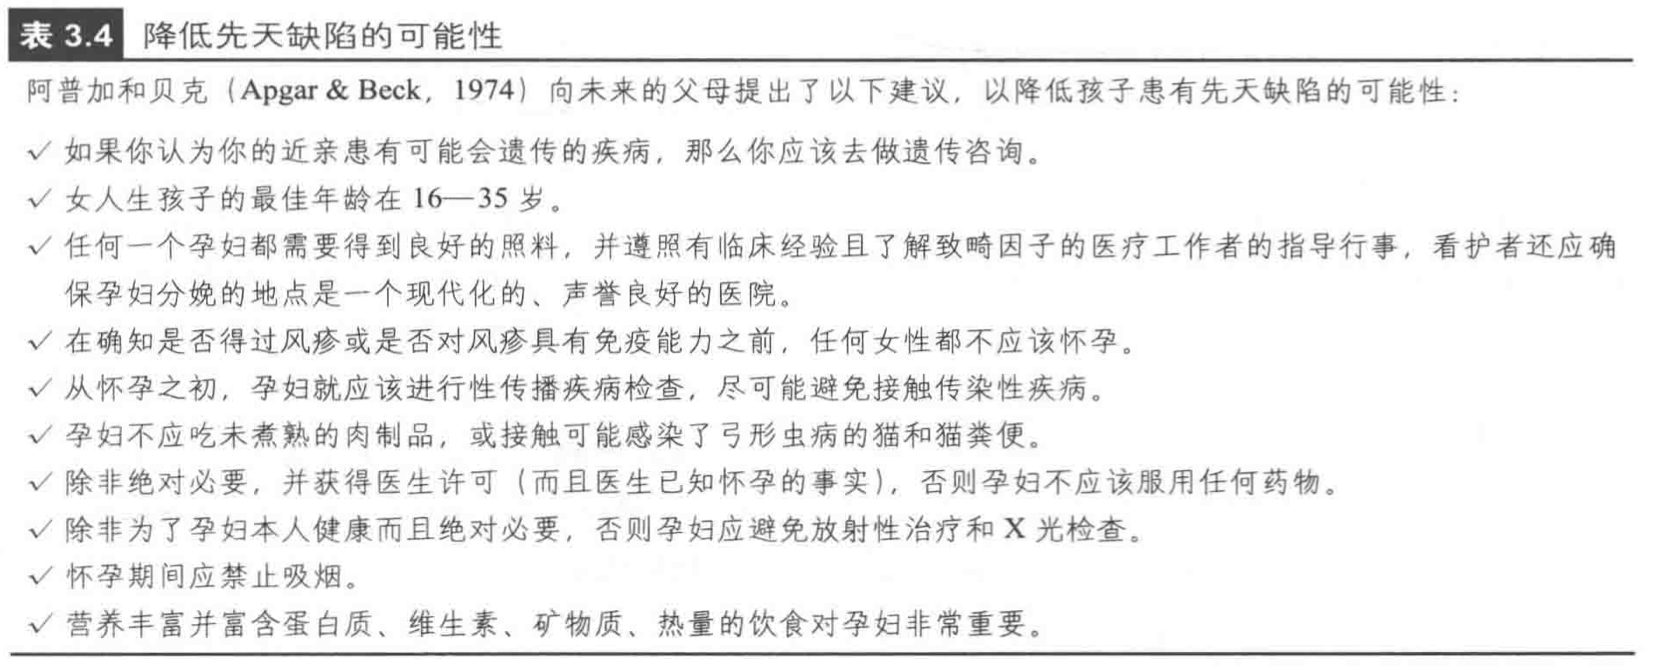 表 3.4 降低先天缺陷的可能性
阿普加和贝克（Apgar & Beck，1974）向未来的父母提出了以下建议，以降低孩子患有先天缺陷的可能性：
✓ 如果你认为你的近亲患有可能会遗传的疾病，那么你应该去做遗传咨询。
✓ 女人生孩子的最佳年龄在 16—35 岁。
✓ 任何一个孕妇都需要得到良好的照料，并遵照有临床经验且了解致畸因子的医疗工作者的指导行事，看护者还应确
保孕妇分娩的地点是一个现代化的、声誉良好的医院。
✓ 在确知是否得过风疹或是否对风疹具有免疫能力之前，任何女性都不应该怀孕。
✓ 从怀孕之初，孕妇就应该进行性传播疾病检查，尽可能避免接触传染性疾病。
✓ 孕妇不应吃未煮熟的肉制品，或接触可能感染了弓形虫病的猫和猫粪便。
✓ 除非绝对必要，并获得医生许可（而且医生已知怀孕的事实），否则孕妇不应该服用任何药物。
✓ 除非为了孕妇本人健康而且绝对必要，否则孕妇应避免放射性治疗和 X 光检查。
✓ 怀孕期间应禁止吸烟。
✓ 营养丰富并富含蛋白质、维生素、矿物质、热量的饮食对孕妇非常重要。